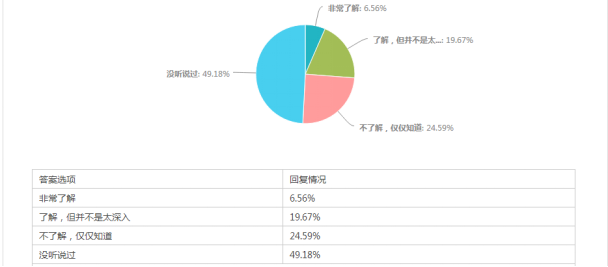 非常了解: 6.56%
了解，但并不是太...: 19.67%
没听说过: 49.18%
不了解，仅仅知道: 24.59%
答案选项 回复情况
非常了解 6.56%
了解，但并不是太深入 19.67%
不了解，仅仅知道 24.59%
没听说过 49.18%